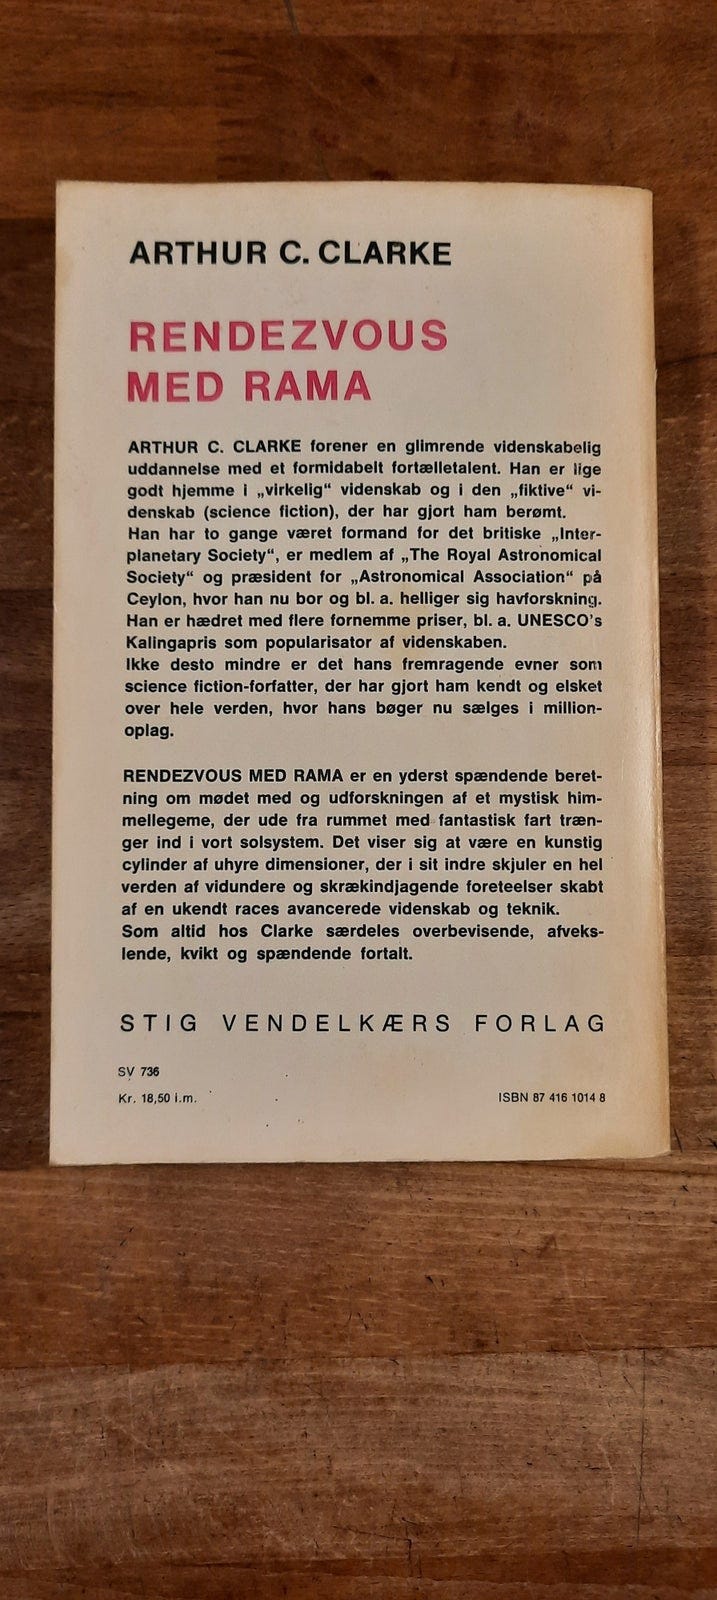 ARTHUR C. CLARKE
RENDEZVOUS
MED RAMA
ARTHUR C. CLARKE forener en glimrende videnskabelig
uddannelse med et formidabelt fortælletalent. Han er lige
godt hjemme i „virkelig“ videnskab og i den „fiktive“ vi-
denskab (science fiction), der har gjort ham berømt.
Han har to gange været formand for det britiske „Inter-
planetary Society“, er medlem af „The Royal Astronomical
Society“ og præsident for „Astronomical Association“ på
Ceylon, hvor han nu bor og bl. a. helliger sig havforskning.
Han er hædret med flere fornemme priser, bl. a. UNESCO's
Kalingapris som popularisator af videnskaben.
Ikke desto mindre er det hans fremragende evner som
science fiction-forfatter, der har gjort ham kendt og elsket
over hele verden, hvor hans bøger nu sælges i million-
oplag.
RENDEZVOUS MED RAMA er en yderst spændende beret-
ning om mødet med og udforskningen af et mystisk him-
mellegeme, der ude fra rummet med fantastisk fart træn-
ger ind i vort solsystem. Det viser sig at være en kunstig
cylinder af uhyre dimensioner, der i sit indre skjuler en hel
verden af vidundere og skrækindjagende foreteelser skabt
af en ukendt races avancerede videnskab og teknik.
Som altid hos Clarke særdeles overbevisende, afveks-
lende, kvikt og spændende fortalt.
STIG VENDELKÆRS FORLAG
SV 736
Kr. 18,50 i.m.
ISBN 87 416 1014 8